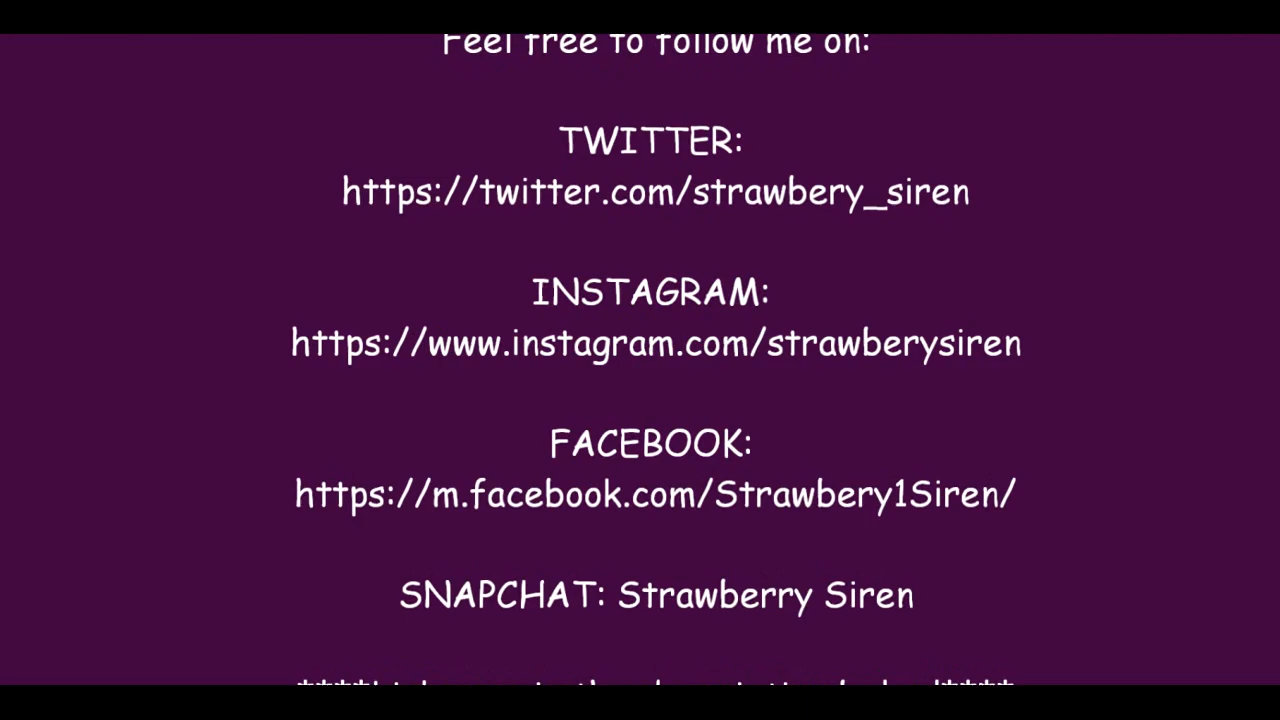 Feel free to follow me on:
TWITTER:
https://twitter.com/strawbery_siren
INSTAGRAM:
https://www.instagram.com/strawberysiren
FACEBOOK:
https://m.facebook.com/Strawbery1Siren/
SNAPCHAT: Strawberry Siren